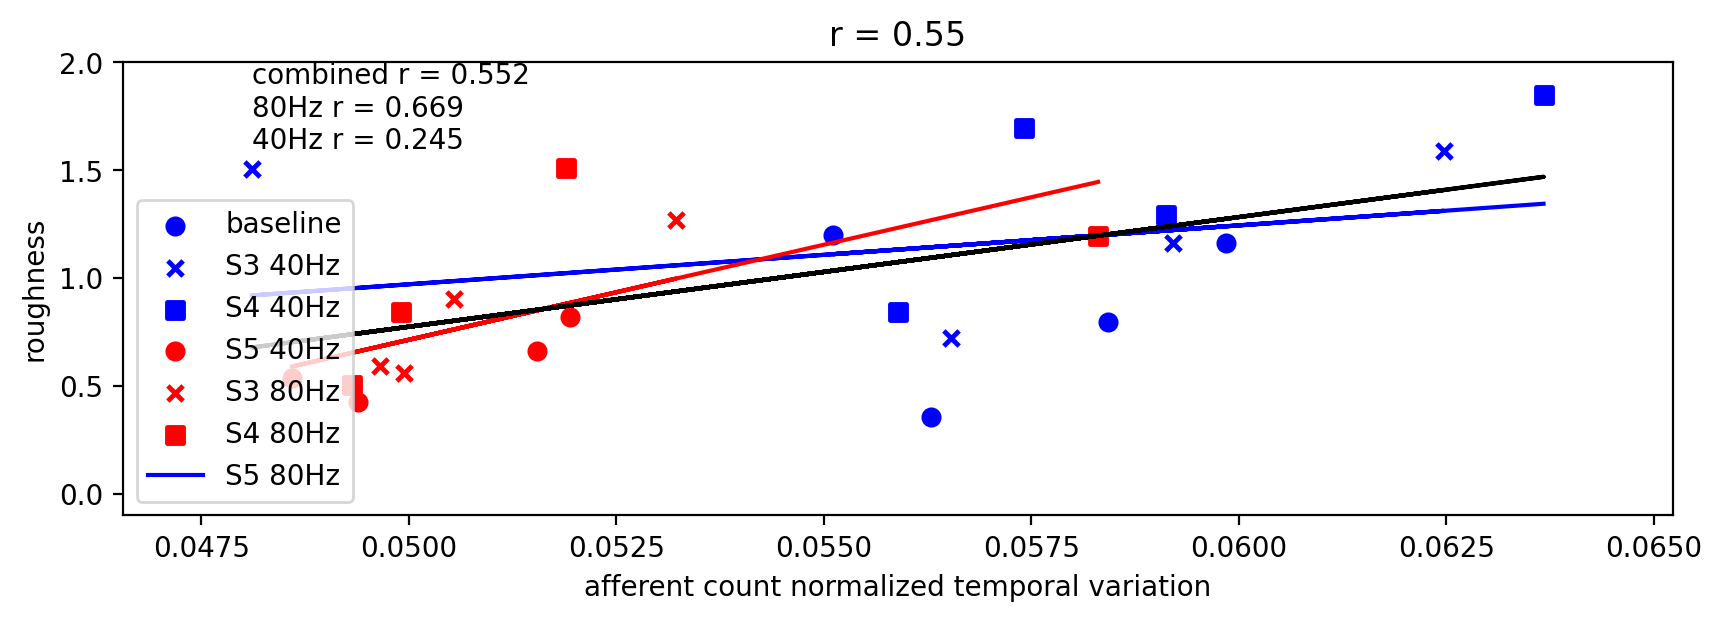 r = 0.55
combined r = 0.552
80Hz r = 0.669
40Hz r = 0.245
2.0
1.5
1.0
0.5
0.0
roughness
baseline
S3 40Hz
S4 40Hz
S5 40Hz
S3 80Hz
S4 80Hz
S5 80Hz
0.0475 0.0500 0.0525 0.0550 0.0575 0.0600 0.0625 0.0650
afferent count normalized temporal variation